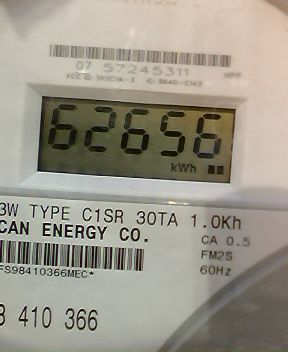 07 57245311 MPP
62656
kWh
3W TYPE C1SR 30TA 1.0Kh
CAN ENERGY CO.
CA 0.5
FM2S
60Hz
FS98410366MEC*
3 410 366